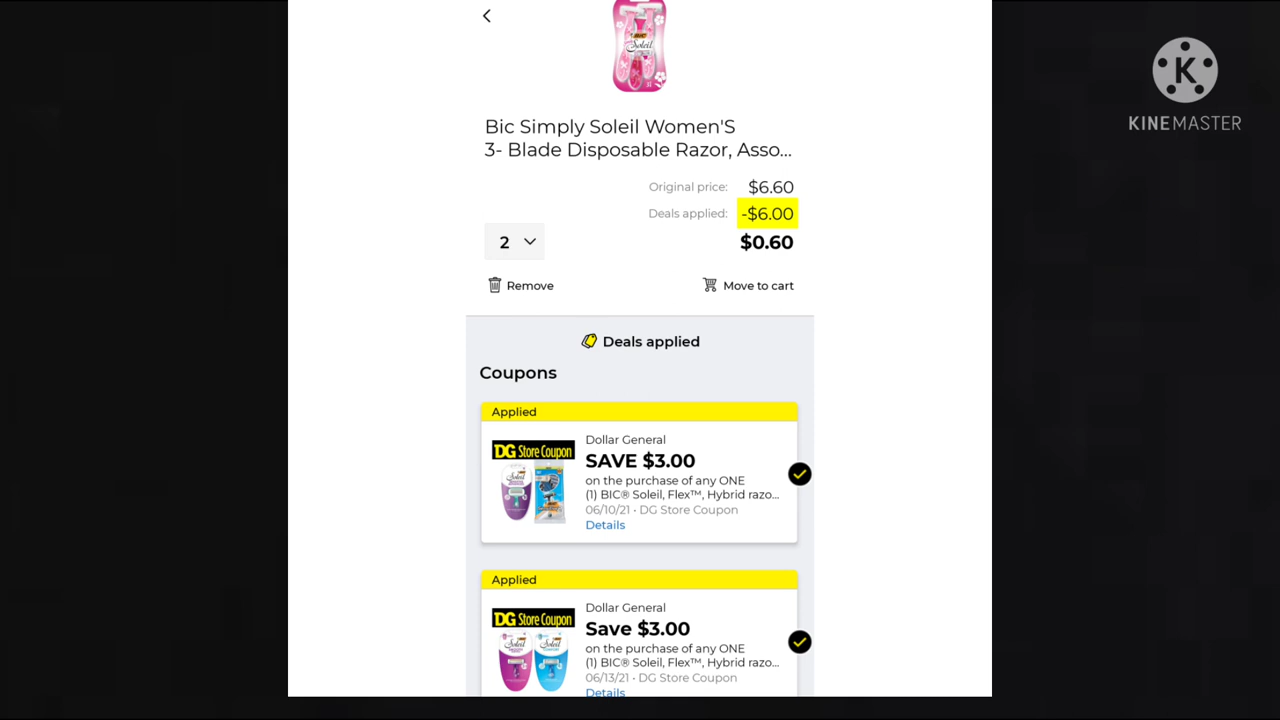 BIC
Soleil
Bic Simply Soleil Women'S
3- Blade Disposable Razor, Asso...
Original price: $6.60
Deals applied: -$6.00
2 $0.60
Remove Move to cart
Deals applied
Coupons
Applied
DG Store Coupon
Dollar General
SAVE $3.00
on the purchase of any ONE
(1) BIC® Soleil, Flex™, Hybrid razo...
06/10/21 • DG Store Coupon
Details
Applied
DG Store Coupon
Dollar General
Save $3.00
on the purchase of any ONE
(1) BIC® Soleil, Flex™, Hybrid razo...
06/13/21 • DG Store Coupon
Details
K
KINEMASTER